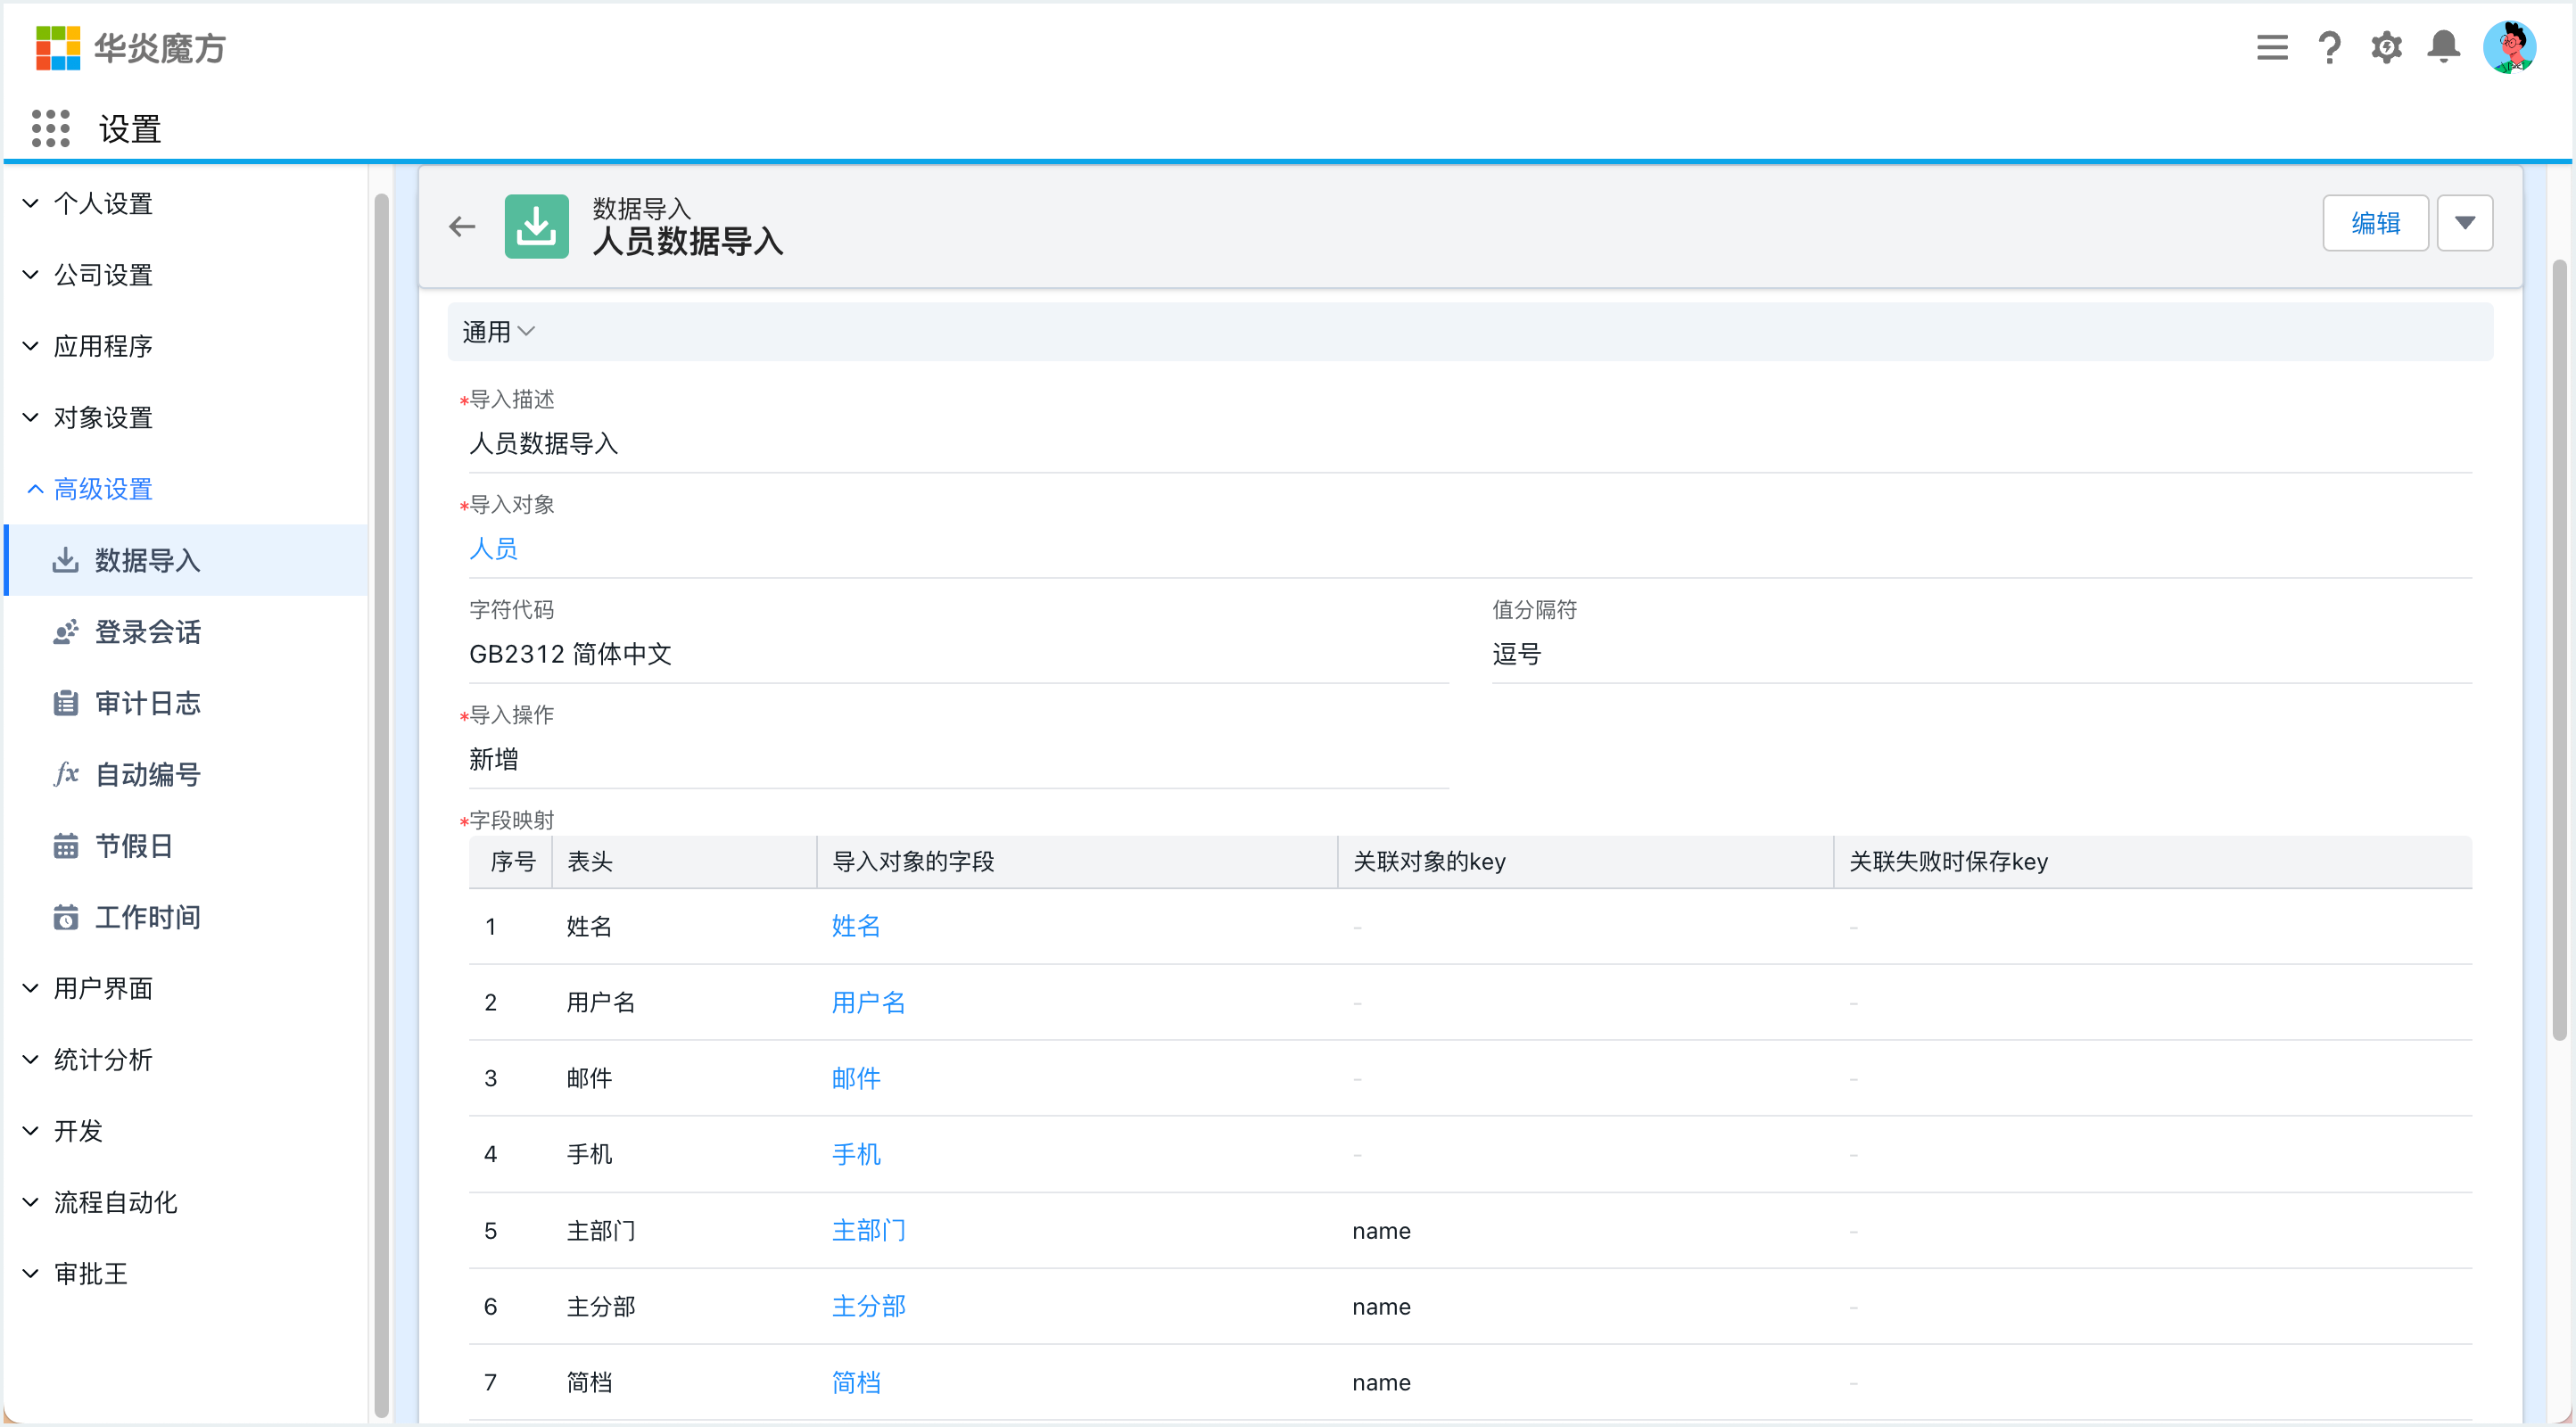 华炎魔方
设置
个人设置
公司设置
应用程序
对象设置
高级设置
数据导入
登录会话
审计日志
fx 自动编号
节假日
工作时间
用户界面
统计分析
开发
流程自动化
审批王
数据导入
人员数据导入
编辑
通用
*导入描述
人员数据导入
*导入对象
人员
字符代码 值分隔符
GB2312 简体中文 逗号
*导入操作
新增
*字段映射
序号 表头 导入对象的字段 关联对象的key 关联失败时保存key
1 姓名 姓名 - -
2 用户名 用户名 - -
3 邮件 邮件 - -
4 手机 手机 - -
5 主部门 主部门 name -
6 主分部 主分部 name -
7 简档 简档 name -